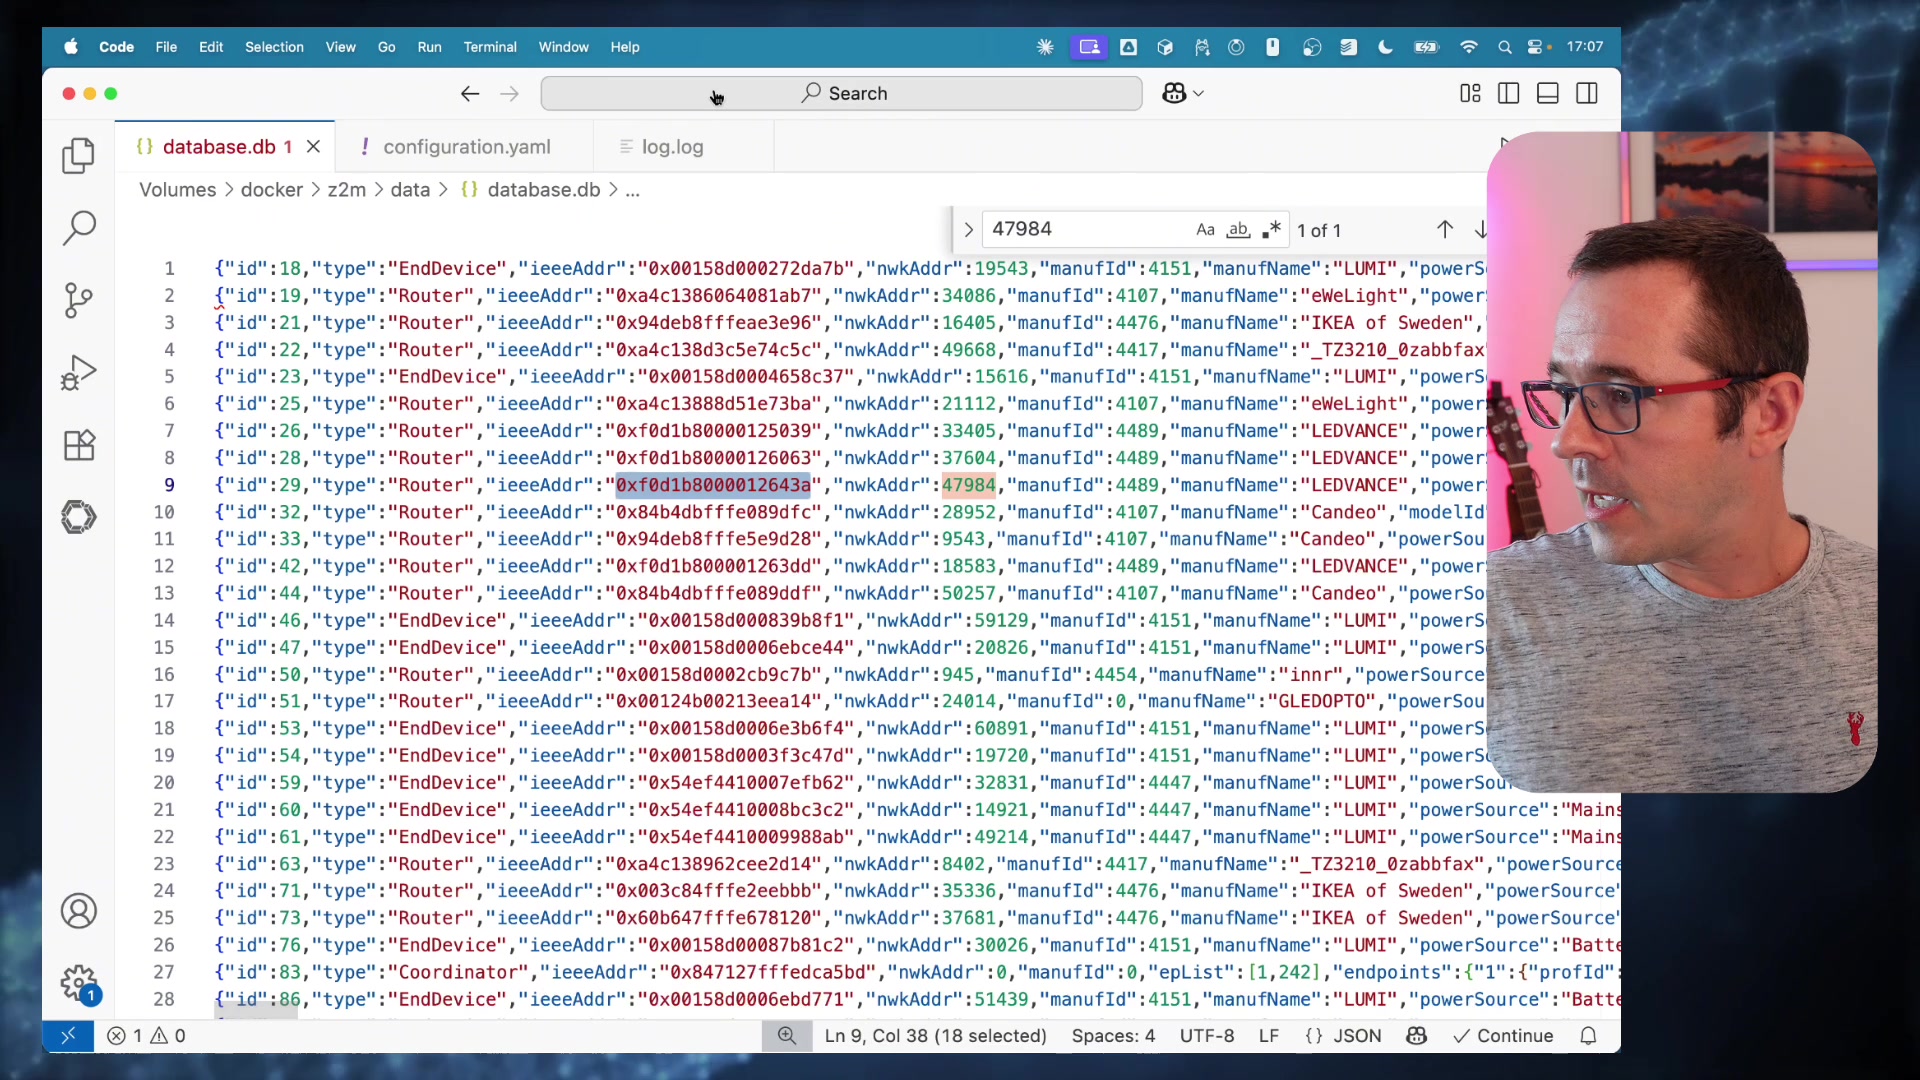 Code File Edit Selection View Go Run Terminal Window Help 17:07
Search
database.db 1 configuration.yaml log.log
Volumes > docker > z2m > data > {} database.db > ...
47984 Aa ab 1 of 1
1 {"id":18,"type":"EndDevice","ieeeAddr":"0x00158d000272da7b","nwkAddr":19543,"manufId":4151,"manufName":"LUMI","powerS
2 {"id":19,"type":"Router","ieeeAddr":"0xa4c1386064081ab7","nwkAddr":34086,"manufId":4107,"manufName":"eWeLight","power
3 {"id":21,"type":"Router","ieeeAddr":"0x94deb8fffeae3e96","nwkAddr":16405,"manufId":4476,"manufName":"IKEA of Sweden",
4 {"id":22,"type":"Router","ieeeAddr":"0xa4c138d3c5e74c5c","nwkAddr":49668,"manufId":4417,"manufName":"_TZ3210_0zabbfax"
5 {"id":23,"type":"EndDevice","ieeeAddr":"0x00158d0004658c37","nwkAddr":15616,"manufId":4151,"manufName":"LUMI","powerS
6 {"id":25,"type":"Router","ieeeAddr":"0xa4c13888d51e73ba","nwkAddr":21112,"manufId":4107,"manufName":"eWeLight","power
7 {"id":26,"type":"Router","ieeeAddr":"0xf0d1b80000125039","nwkAddr":33405,"manufId":4489,"manufName":"LEDVANCE","power
8 {"id":28,"type":"Router","ieeeAddr":"0xf0d1b80000126063","nwkAddr":37604,"manufId":4489,"manufName":"LEDVANCE","power
9 {"id":29,"type":"Router","ieeeAddr":"0xf0d1b8000012643a","nwkAddr":47984,"manufId":4489,"manufName":"LEDVANCE","power
10 {"id":32,"type":"Router","ieeeAddr":"0x84b4dbfffe089dfc","nwkAddr":28952,"manufId":4107,"manufName":"Candeo","modelId
11 {"id":33,"type":"Router","ieeeAddr":"0x94deb8fffe5e9d28","nwkAddr":9543,"manufId":4107,"manufName":"Candeo","powerSou
12 {"id":42,"type":"Router","ieeeAddr":"0xf0d1b800001263dd","nwkAddr":18583,"manufId":4489,"manufName":"LEDVANCE","power
13 {"id":44,"type":"Router","ieeeAddr":"0x84b4dbfffe089ddf","nwkAddr":50257,"manufId":4107,"manufName":"Candeo","powerSo
14 {"id":46,"type":"EndDevice","ieeeAddr":"0x00158d000839b8f1","nwkAddr":59129,"manufId":4151,"manufName":"LUMI","powerS
15 {"id":47,"type":"EndDevice","ieeeAddr":"0x00158d0006ebce44","nwkAddr":20826,"manufId":4151,"manufName":"LUMI","powerS
16 {"id":50,"type":"Router","ieeeAddr":"0x00158d0002cb9c7b","nwkAddr":945,"manufId":4454,"manufName":"innr","powerSource
17 {"id":51,"type":"Router","ieeeAddr":"0x00124b00213eea14","nwkAddr":24014,"manufId":0,"manufName":"GLEDOPTO","powerSou
18 {"id":53,"type":"EndDevice","ieeeAddr":"0x00158d0006e3b6f4","nwkAddr":60891,"manufId":4151,"manufName":"LUMI","powerS
19 {"id":54,"type":"EndDevice","ieeeAddr":"0x00158d0003f3c47d","nwkAddr":19720,"manufId":4151,"manufName":"LUMI","powerS
20 {"id":59,"type":"EndDevice","ieeeAddr":"0x54ef4410007efb62","nwkAddr":32831,"manufId":4447,"manufName":"LUMI","powerSou
21 {"id":60,"type":"EndDevice","ieeeAddr":"0x54ef4410008bc3c2","nwkAddr":14921,"manufId":4447,"manufName":"LUMI","powerSource":"Mains
22 {"id":61,"type":"EndDevice","ieeeAddr":"0x54ef4410009988ab","nwkAddr":49214,"manufId":4447,"manufName":"LUMI","powerSource":"Mains
23 {"id":63,"type":"Router","ieeeAddr":"0xa4c138962cee2d14","nwkAddr":8402,"manufId":4417,"manufName":"_TZ3210_0zabbfax","powerSource
24 {"id":71,"type":"Router","ieeeAddr":"0x003c84fffe2eebbb","nwkAddr":35336,"manufId":4476,"manufName":"IKEA of Sweden","powerSource"
25 {"id":73,"type":"Router","ieeeAddr":"0x60b647fffe678120","nwkAddr":37681,"manufId":4476,"manufName":"IKEA of Sweden","powerSource"
26 {"id":76,"type":"EndDevice","ieeeAddr":"0x00158d00087b81c2","nwkAddr":30026,"manufId":4151,"manufName":"LUMI","powerSource":"Batte
27 {"id":83,"type":"Coordinator","ieeeAddr":"0x847127fffedca5bd","nwkAddr":0,"manufId":0,"epList":[1,242],"endpoints":{"1":{"profId":
28 {"id":86,"type":"EndDevice","ieeeAddr":"0x00158d0006ebd771","nwkAddr":51439,"manufId":4151,"manufName":"LUMI","powerSource":"Batte
1
1 0 Ln 9, Col 38 (18 selected) Spaces: 4 UTF-8 LF {} JSON Continue